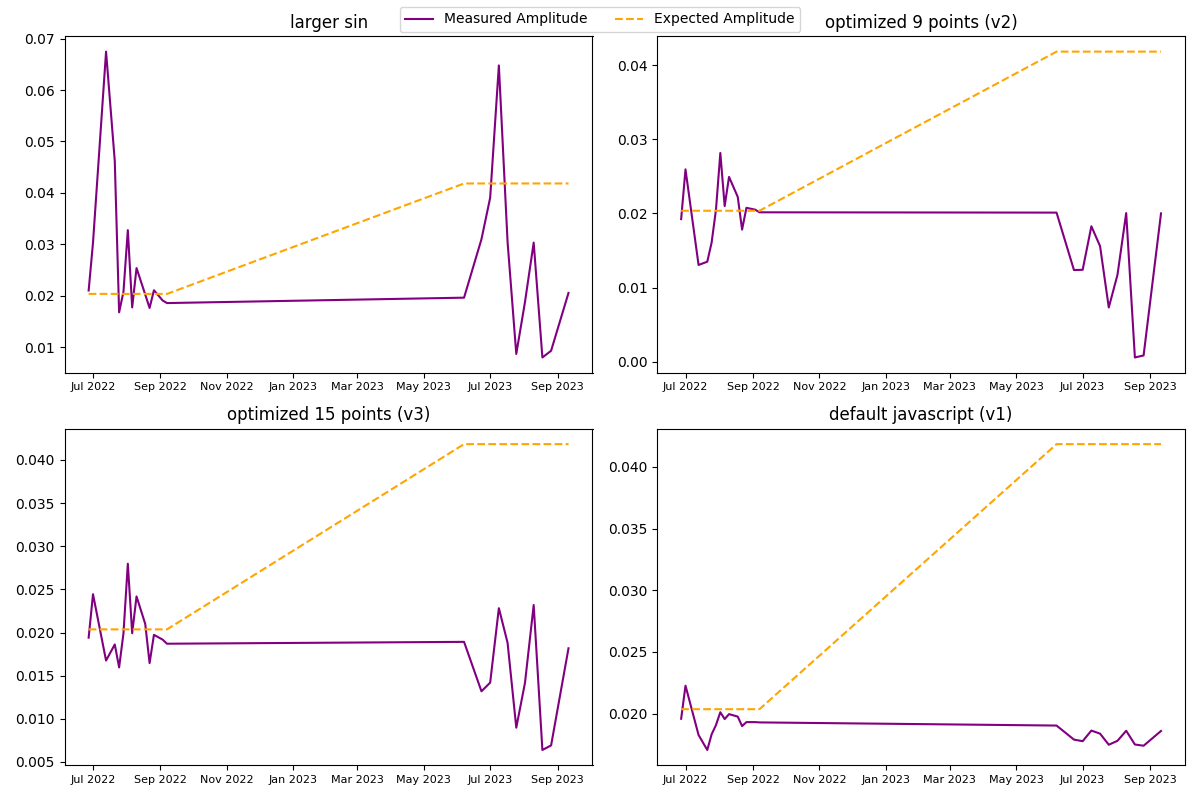 Measured Amplitude Expected Amplitude
larger sin
0.07
0.06
0.05
0.04
0.03
0.02
0.01
Jul 2022 Sep 2022 Nov 2022 Jan 2023 Mar 2023 May 2023 Jul 2023 Sep 2023
optimized 9 points (v2)
0.04
0.03
0.02
0.01
0.00
Jul 2022 Sep 2022 Nov 2022 Jan 2023 Mar 2023 May 2023 Jul 2023 Sep 2023
optimized 15 points (v3)
0.040
0.035
0.030
0.025
0.020
0.015
0.010
0.005
Jul 2022 Sep 2022 Nov 2022 Jan 2023 Mar 2023 May 2023 Jul 2023 Sep 2023
default javascript (v1)
0.040
0.035
0.030
0.025
0.020
Jul 2022 Sep 2022 Nov 2022 Jan 2023 Mar 2023 May 2023 Jul 2023 Sep 2023